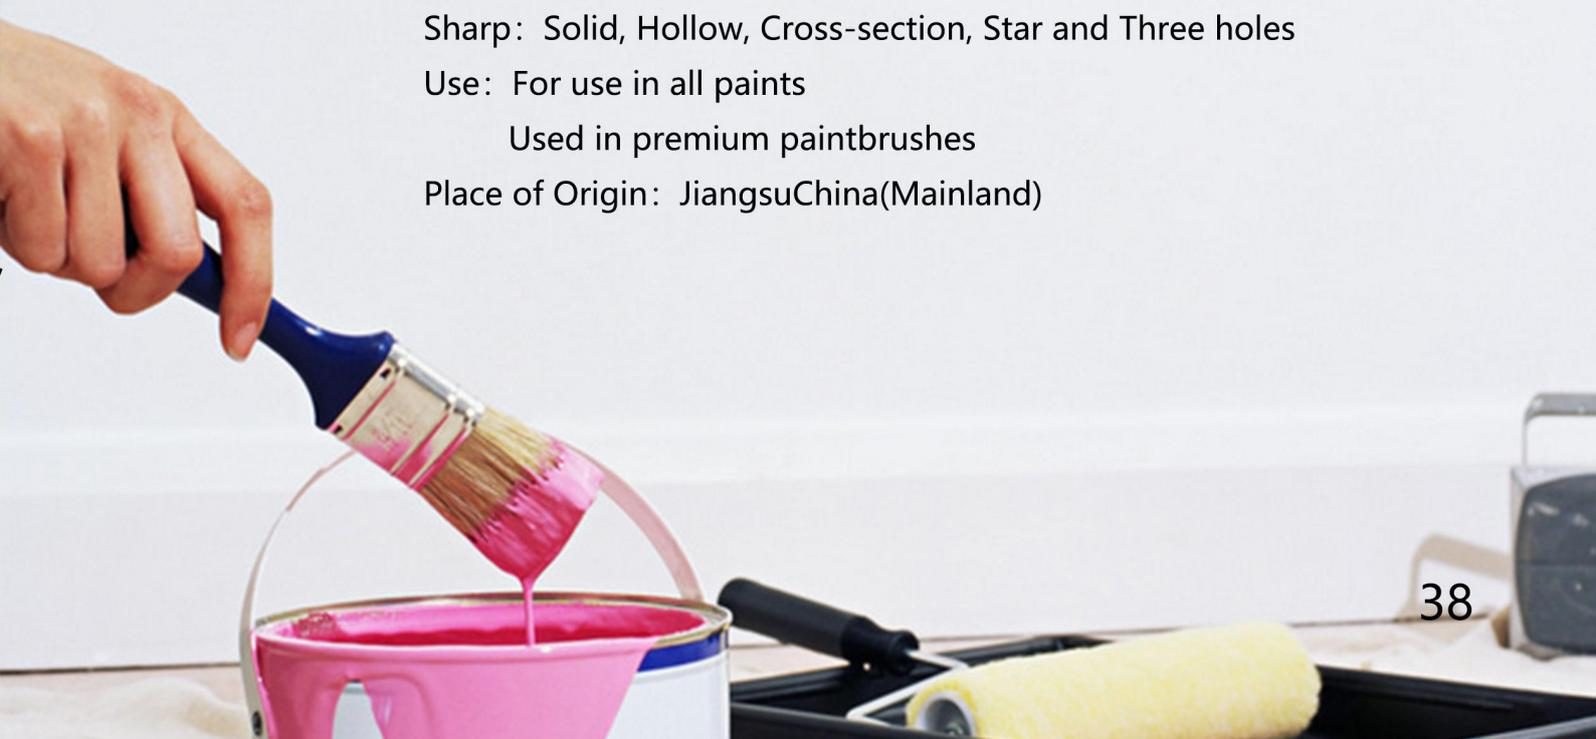 Sharp：Solid, Hollow, Cross-section, Star and Three holes
Use：For use in all paints
Used in premium paintbrushes
Place of Origin：JiangsuChina(Mainland)
38